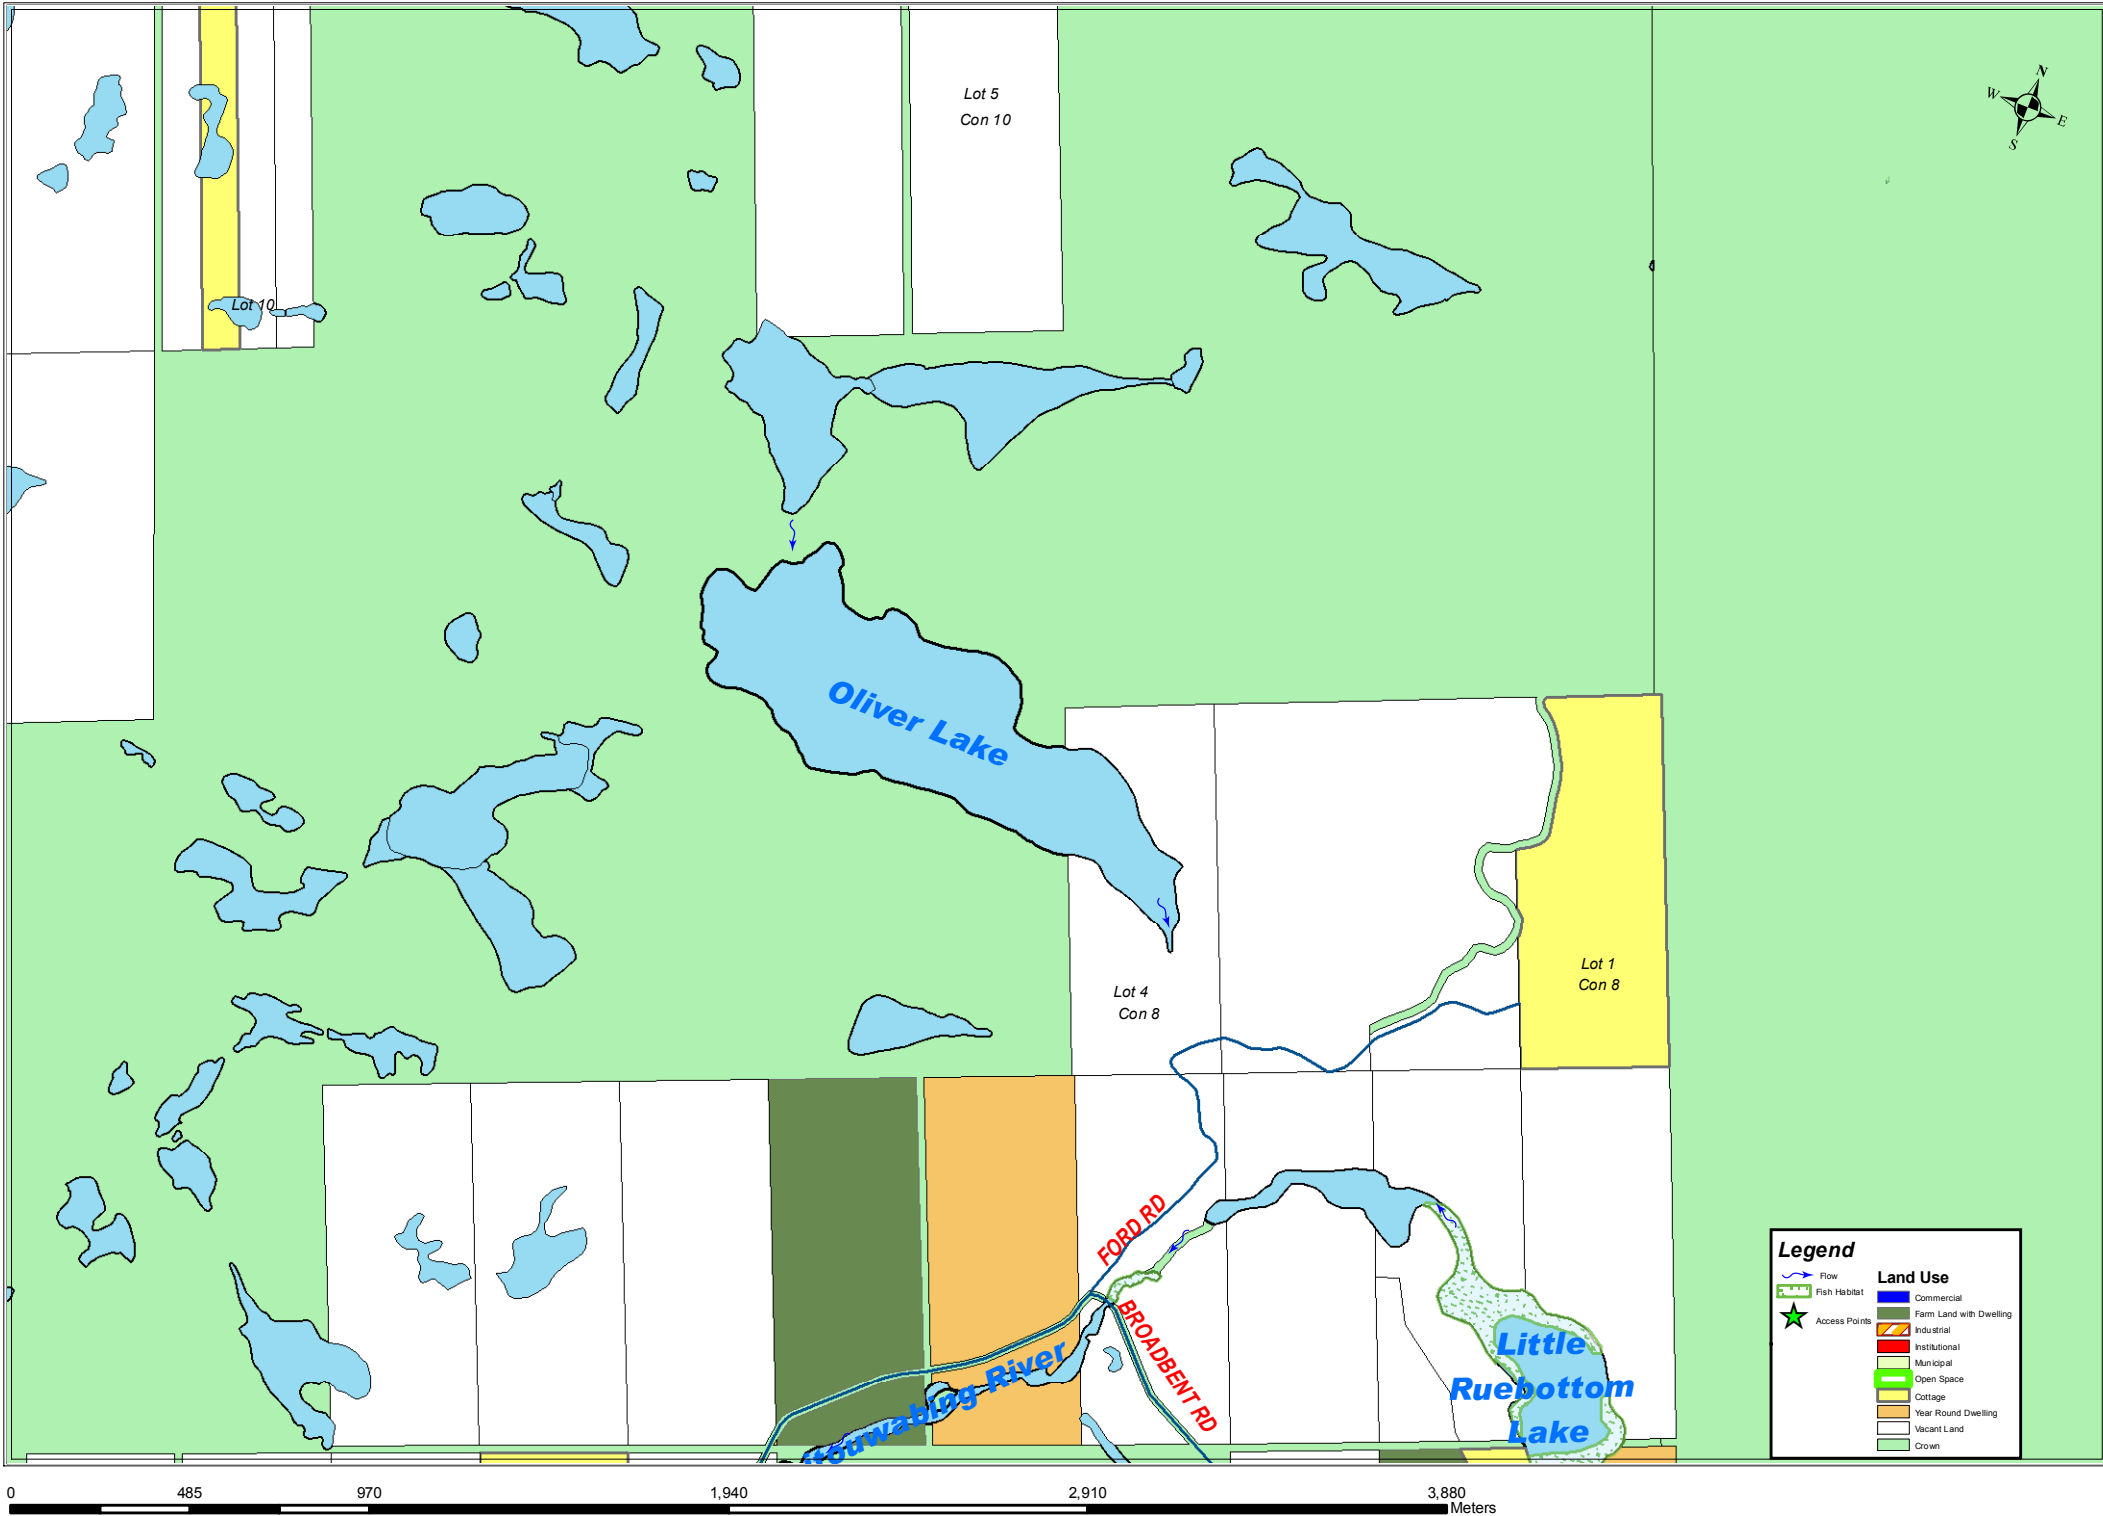 N
W
E
S
Lot 5
Con 10
Lot 10
Oliver Lake
Lot 1
Con 8
Lot 4
Con 8
FORD RD
BROADBENT RD
Little
Ruebottom
Lake
touwabing River
Legend
Flow
Fish Habitat
Access Points
Land Use
Commercial
Farm Land with Dwelling
Industrial
Institutional
Municipal
Open Space
Cottage
Year Round Dwelling
Vacant Land
Crown
0 485 970 1,940 2,910 3,880
Meters